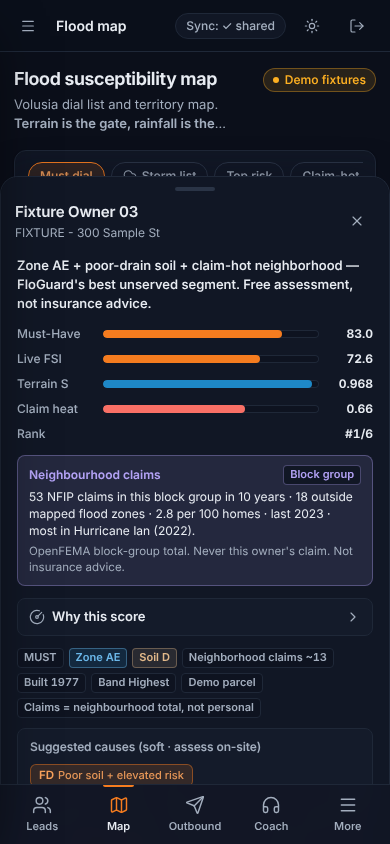 Flood map
Sync: ✓ shared
Flood susceptibility map
Demo fixtures
Volusia dial list and territory map.
Terrain is the gate, rainfall is the...
Must dial
Storm list
Top risk
Claim-hot
Fixture Owner 03
FIXTURE - 300 Sample St
Zone AE + poor-drain soil + claim-hot neighborhood —
FloGuard's best unserved segment. Free assessment,
not insurance advice.
Must-Have 83.0
Live FSI 72.6
Terrain S 0.968
Claim heat 0.66
Rank #1/6
Neighbourhood claims
Block group
53 NFIP claims in this block group in 10 years · 18 outside
mapped flood zones · 2.8 per 100 homes · last 2023 ·
most in Hurricane Ian (2022).
OpenFEMA block-group total. Never this owner's claim. Not
insurance advice.
Why this score
MUST
Zone AE
Soil D
Neighborhood claims ~13
Built 1977
Band Highest
Demo parcel
Claims = neighbourhood total, not personal
Suggested causes (soft · assess on-site)
FD Poor soil + elevated risk
Leads
Map
Outbound
Coach
More